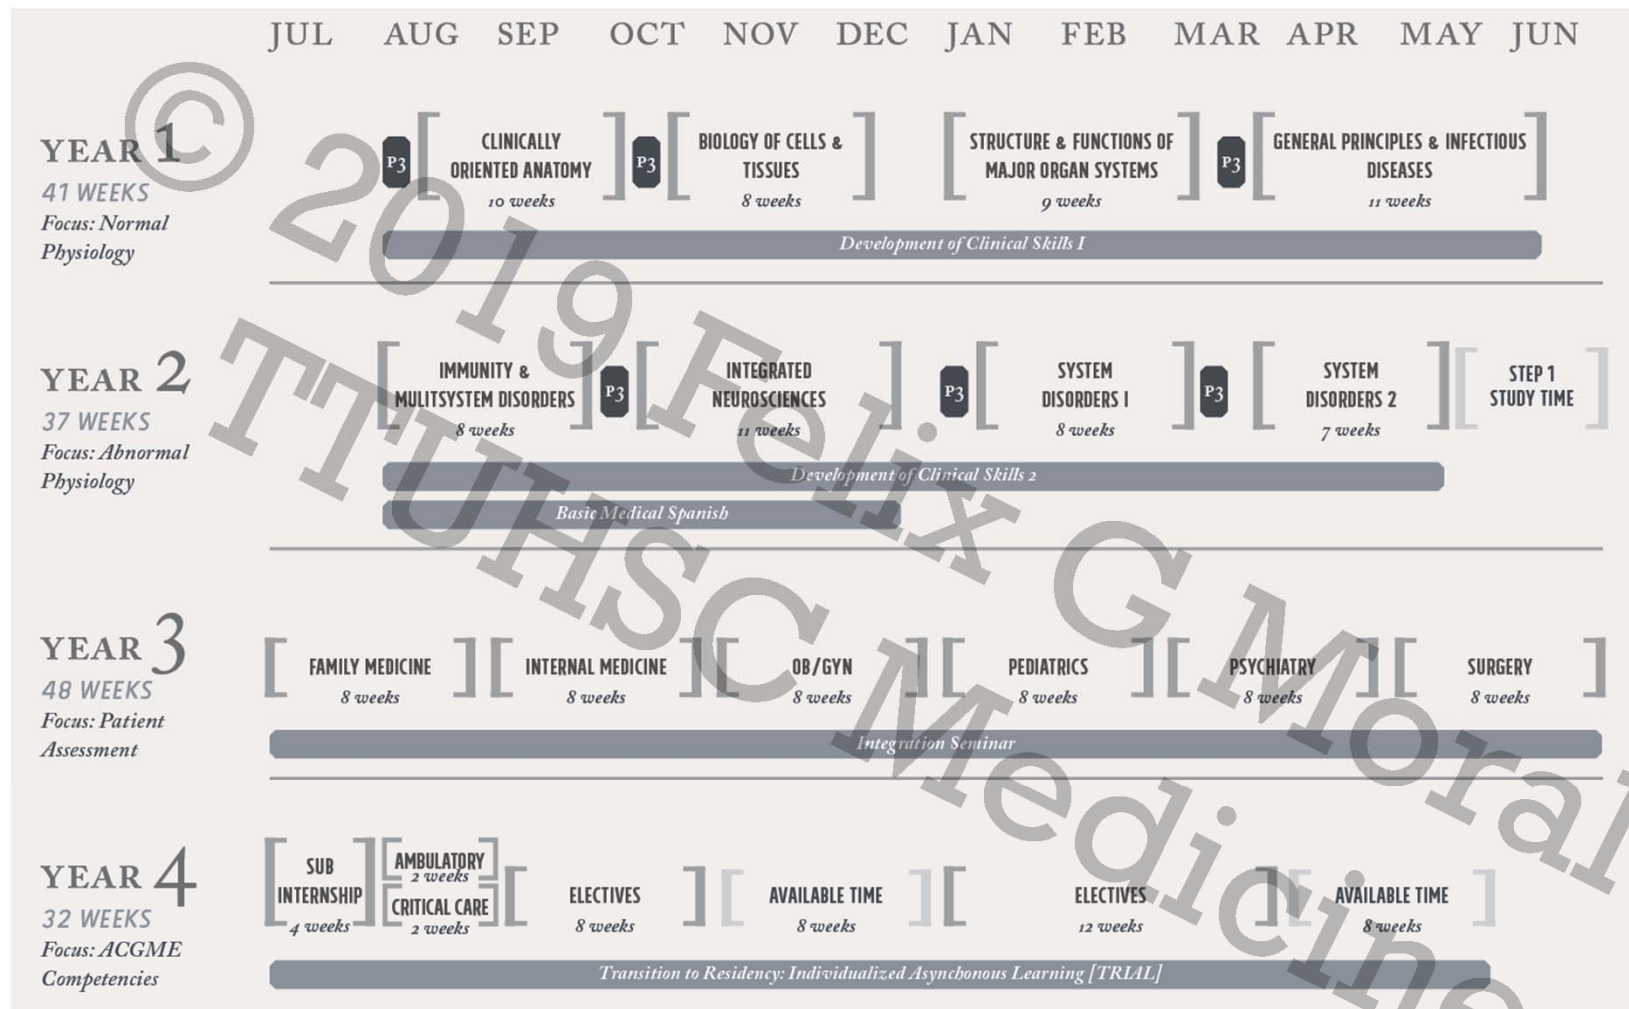 JUL AUG SEP OCT NOV DEC JAN FEB MAR APR MAY JUN
YEAR 1
41 WEEKS
Focus: Normal
Physiology
P3
CLINICALLY
ORIENTED ANATOMY
10 weeks
P3
BIOLOGY OF CELLS &
TISSUES
8 weeks
STRUCTURE & FUNCTIONS OF
MAJOR ORGAN SYSTEMS
9 weeks
P3
GENERAL PRINCIPLES & INFECTIOUS
DISEASES
11 weeks
Development of Clinical Skills I
YEAR 2
37 WEEKS
Focus: Abnormal
Physiology
IMMUNITY &
MULITSYSTEM DISORDERS
8 weeks
P3
INTEGRATED
NEUROSCIENCES
11 weeks
P3
SYSTEM
DISORDERS I
8 weeks
P3
SYSTEM
DISORDERS 2
7 weeks
STEP 1
STUDY TIME
Development of Clinical Skills 2
Basic Medical Spanish
YEAR 3
48 WEEKS
Focus: Patient
Assessment
FAMILY MEDICINE
8 weeks
INTERNAL MEDICINE
8 weeks
OB/GYN
8 weeks
PEDIATRICS
8 weeks
PSYCHIATRY
8 weeks
SURGERY
8 weeks
Integration Seminar
YEAR 4
32 WEEKS
Focus: ACGME
Competencies
SUB
INTERNSHIP
4 weeks
AMBULATORY
2 weeks
CRITICAL CARE
2 weeks
ELECTIVES
8 weeks
AVAILABLE TIME
8 weeks
ELECTIVES
12 weeks
AVAILABLE TIME
8 weeks
Transition to Residency: Individualized Asynchonous Learning [TRIAL]
© 2019 Felix G Moral
TTUHSC Medicine